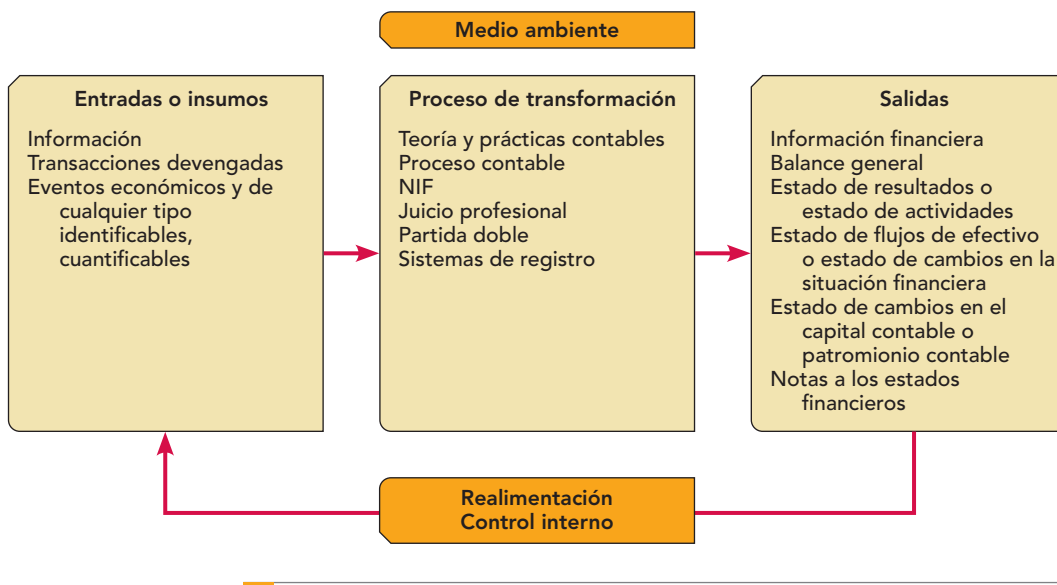 Medio ambiente
Entradas o insumos
Información
Transacciones devengadas
Eventos económicos y de
cualquier tipo
identificables,
cuantificables
Proceso de transformación
Teoría y prácticas contables
Proceso contable
NIF
Juicio profesional
Partida doble
Sistemas de registro
Salidas
Información financiera
Balance general
Estado de resultados o
estado de actividades
Estado de flujos de efectivo
o estado de cambios en la
situación financiera
Estado de cambios en el
capital contable o
patromionio contable
Notas a los estados
financieros
Realimentación
Control interno